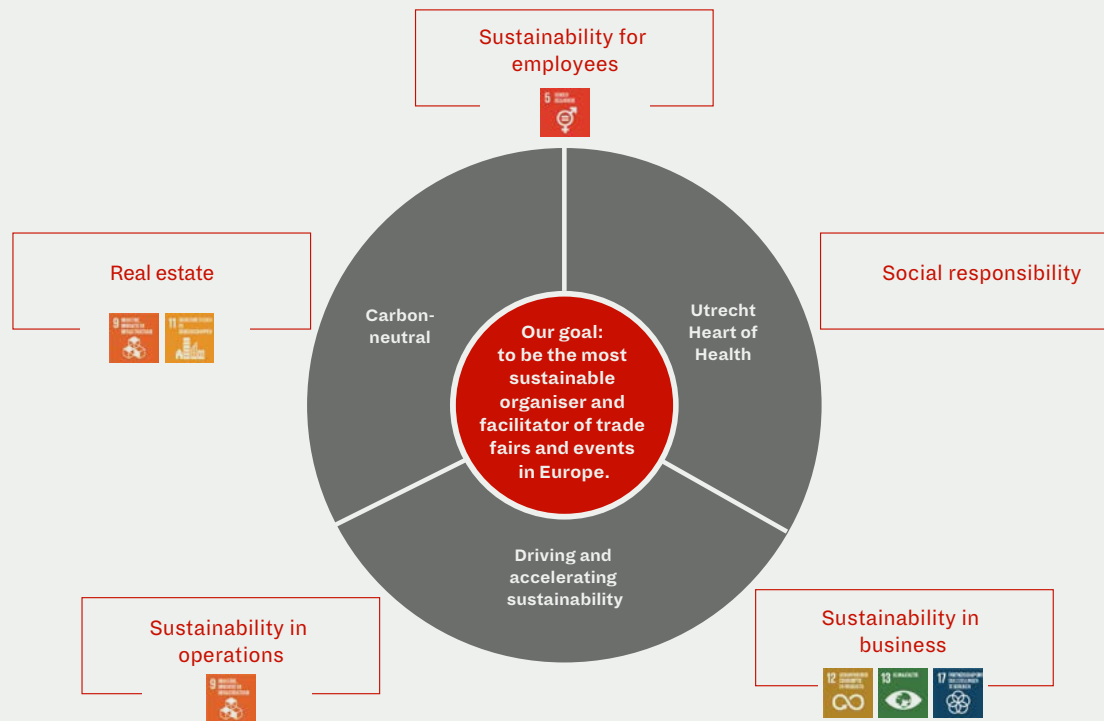 Sustainability for
employees
5
Real estate
9
11
Carbon-
neutral
Our goal:
to be the most
sustainable
organiser and
facilitator of trade
fairs and events
in Europe.
Utrecht
Heart of
Health
Social responsibility
Driving and
accelerating
sustainability
Sustainability in
operations
9
Sustainability in
business
12
13
17